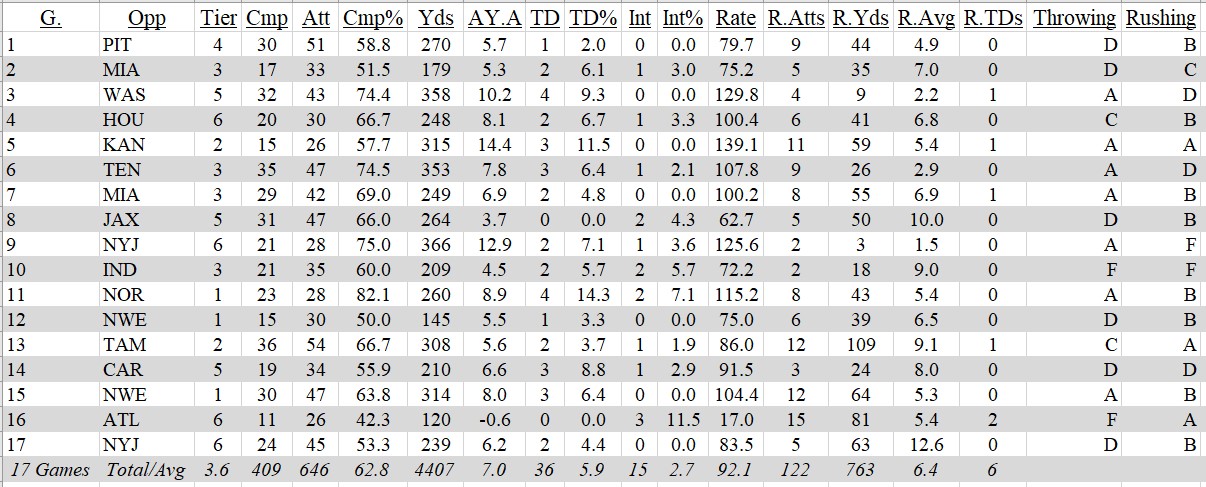 G. Opp Tier Cmp Att Cmp% Yds AY.A TD TD% Int Int% Rate R.Atts R.Yds R.Avg R.TDs Throwing Rushing
1 PIT 4 30 51 58.8 270 5.7 1 2.0 0 0.0 79.7 9 44 4.9 0 D B
2 MIA 3 17 33 51.5 179 5.3 2 6.1 1 3.0 75.2 5 35 7.0 0 D C
3 WAS 5 32 43 74.4 358 10.2 4 9.3 0 0.0 129.8 4 9 2.2 1 A D
4 HOU 6 20 30 66.7 248 8.1 2 6.7 1 3.3 100.4 6 41 6.8 0 C B
5 KAN 2 15 26 57.7 315 14.4 3 11.5 0 0.0 139.1 11 59 5.4 1 A A
6 TEN 3 35 47 74.5 353 7.8 3 6.4 1 2.1 107.8 9 26 2.9 0 A D
7 MIA 3 29 42 69.0 249 6.9 2 4.8 0 0.0 100.2 8 55 6.9 1 A B
8 JAX 5 31 47 66.0 264 3.7 0 0.0 2 4.3 62.7 5 50 10.0 0 D B
9 NYJ 6 21 28 75.0 366 12.9 2 7.1 1 3.6 125.6 2 3 1.5 0 A F
10 IND 3 21 35 60.0 209 4.5 2 5.7 2 5.7 72.2 2 18 9.0 0 F F
11 NOR 1 23 28 82.1 260 8.9 4 14.3 2 7.1 115.2 8 43 5.4 0 A B
12 NWE 1 15 30 50.0 145 5.5 1 3.3 0 0.0 75.0 6 39 6.5 0 D B
13 TAM 2 36 54 66.7 308 5.6 2 3.7 1 1.9 86.0 12 109 9.1 1 C A
14 CAR 5 19 34 55.9 210 6.6 3 8.8 1 2.9 91.5 3 24 8.0 0 D D
15 NWE 1 30 47 63.8 314 8.0 3 6.4 0 0.0 104.4 12 64 5.3 0 A B
16 ATL 6 11 26 42.3 120 -0.6 0 0.0 3 11.5 17.0 15 81 5.4 2 F A
17 NYJ 6 24 45 53.3 239 6.2 2 4.4 0 0.0 83.5 5 63 12.6 0 D B
17 Games Total/Avg 3.6 409 646 62.8 4407 7.0 36 5.9 15 2.7 92.1 122 763 6.4 6